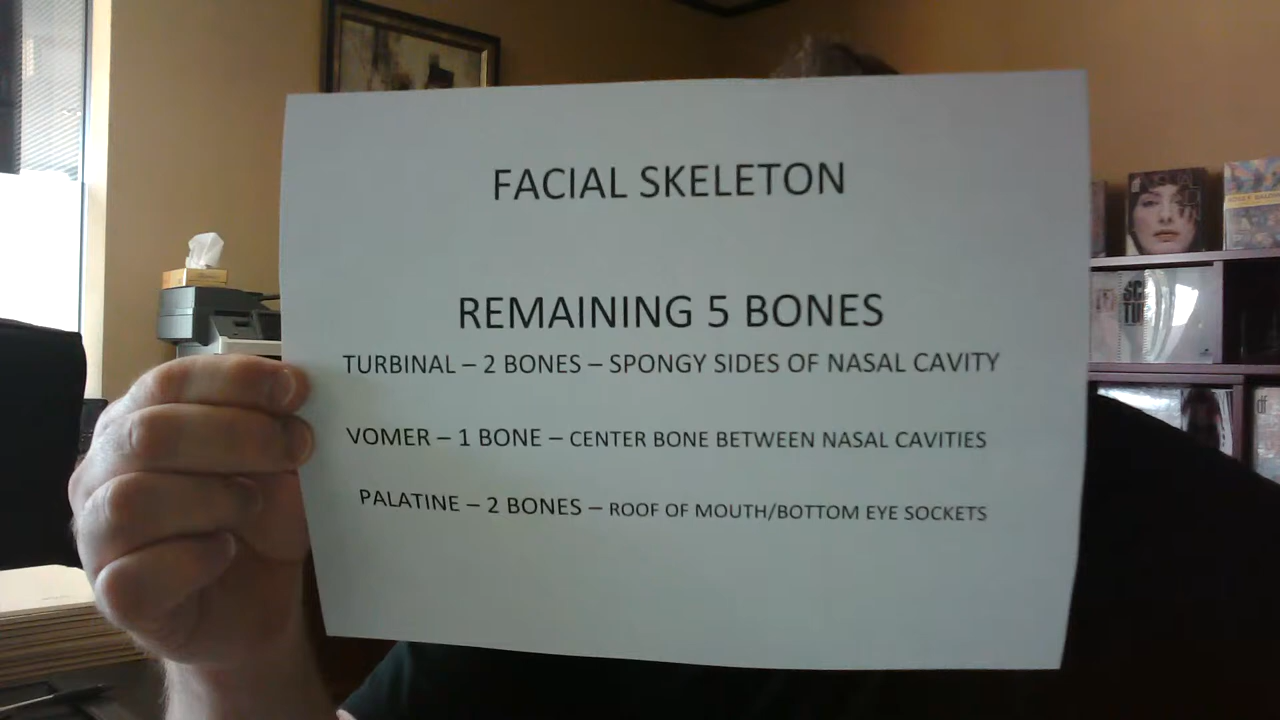 FACIAL SKELETON
REMAINING 5 BONES
TURBINAL – 2 BONES – SPONGY SIDES OF NASAL CAVITY
VOMER – 1 BONE – CENTER BONE BETWEEN NASAL CAVITIES
PALATINE – 2 BONES – ROOF OF MOUTH/BOTTOM EYE SOCKETS
df